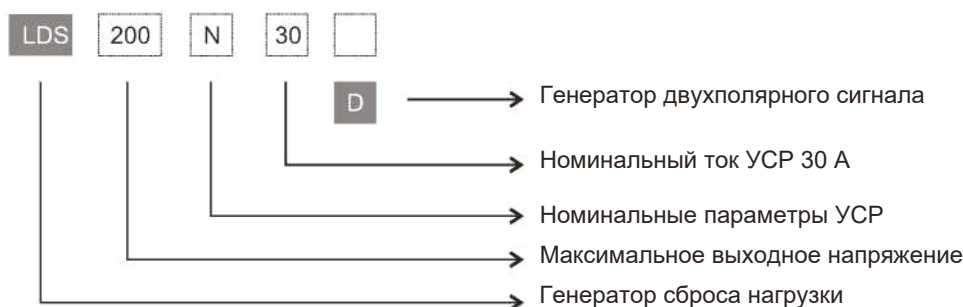 LDS 200 N 30
D Генератор двухполярного сигнала
Номинальный ток УСР 30 А
Номинальные параметры УСР
Максимальное выходное напряжение
Генератор сброса нагрузки